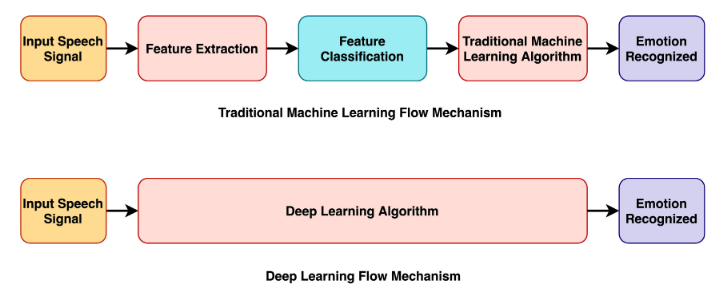 Input Speech
Signal
Feature Extraction
Feature
Classification
Traditional Machine
Learning Algorithm
Emotion
Recognized
Traditional Machine Learning Flow Mechanism
Input Speech
Signal
Deep Learning Algorithm
Emotion
Recognized
Deep Learning Flow Mechanism